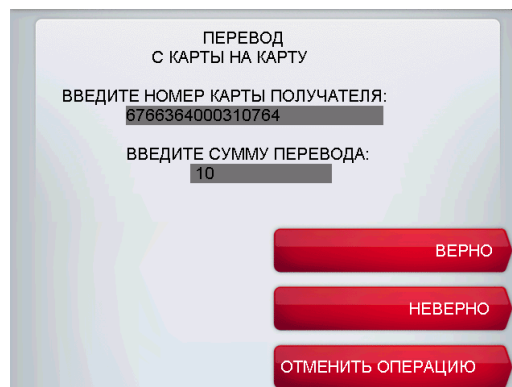 ПЕРЕВОД
С КАРТЫ НА КАРТУ
ВВЕДИТЕ НОМЕР КАРТЫ ПОЛУЧАТЕЛЯ:
6766364000310764
ВВЕДИТЕ СУММУ ПЕРЕВОДА:
10
ВЕРНО
НЕВЕРНО
ОТМЕНИТЬ ОПЕРАЦИЮ